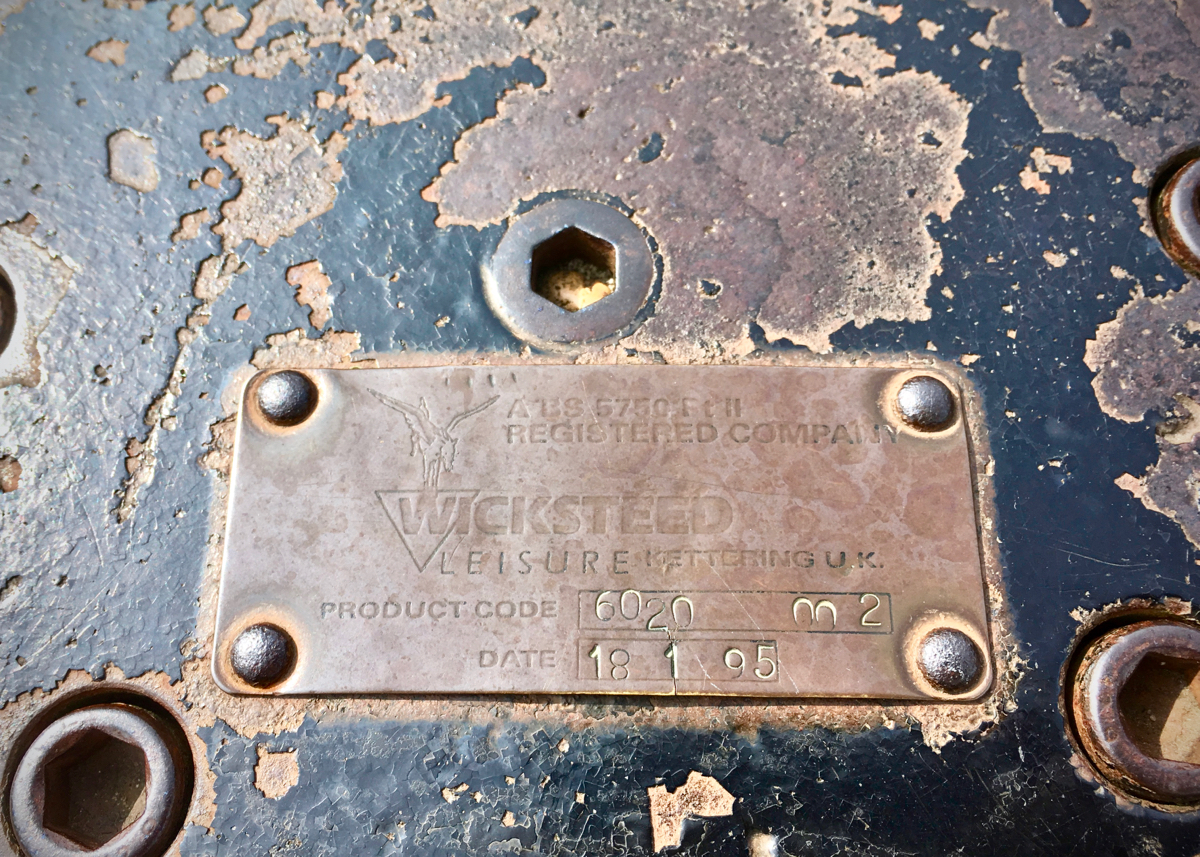 A BS 5750 Pt II
REGISTERED COMPANY
WICKSTEED
LEISURE KETTERING U.K.
PRODUCT CODE 6020 m 2
DATE 18 1 95